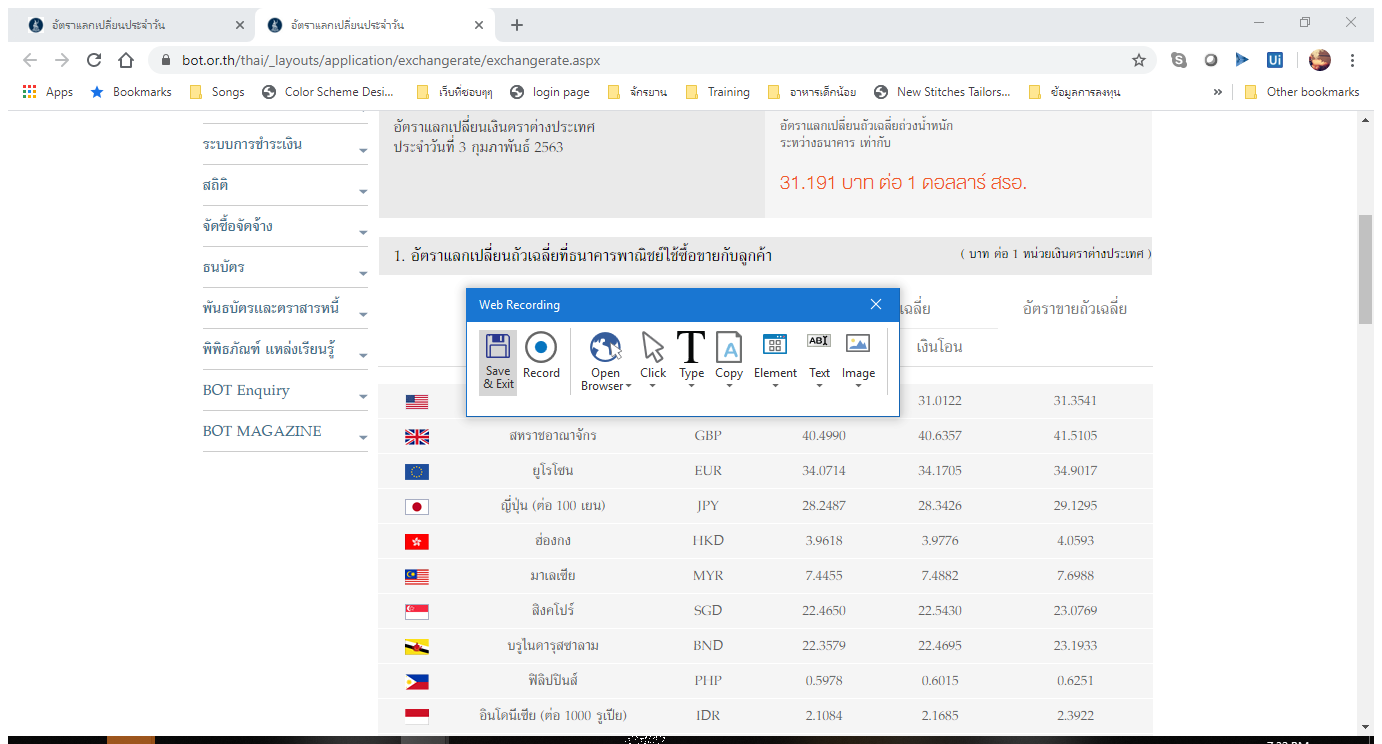 อัตราแลกเปลี่ยนประจำวัน
อัตราแลกเปลี่ยนประจำวัน
bot.or.th/thai/_layouts/application/exchangerate/exchangerate.aspx
Ui
Apps Bookmarks Songs Color Scheme Desi... เว็บที่ชอบๆๆ login page จักรยาน Training อาหารเด็กน้อย New Stitches Tailors... ข้อมูลการลงทุน » Other bookmarks
ระบบการชำระเงิน
สถิติ
จัดซื้อจัดจ้าง
ธนบัตร
พันธบัตรและตราสารหนี้
พิพิธภัณฑ์ แหล่งเรียนรู้
BOT Enquiry
BOT MAGAZINE
อัตราแลกเปลี่ยนเงินตราต่างประเทศ
ประจำวันที่ 3 กุมภาพันธ์ 2563
อัตราแลกเปลี่ยนถัวเฉลี่ยถ่วงน้ำหนัก
ระหว่างธนาคาร เท่ากับ
31.191 บาท ต่อ 1 ดอลลาร์ สรอ.
1. อัตราแลกเปลี่ยนถัวเฉลี่ยที่ธนาคารพาณิชย์ใช้ซื้อขายกับลูกค้า ( บาท ต่อ 1 หน่วยเงินตราต่างประเทศ )
เฉลี่ย อัตราขายถัวเฉลี่ย
เงินโอน
Web Recording
Save & Exit
Record
Open Browser
Click
Type
Copy
Element
Text
Image
31.0122 31.3541
สหราชอาณาจักร GBP 40.4990 40.6357 41.5105
ยูโรโซน EUR 34.0714 34.1705 34.9017
ญี่ปุ่น (ต่อ 100 เยน) JPY 28.2487 28.3426 29.1295
ฮ่องกง HKD 3.9618 3.9776 4.0593
มาเลเซีย MYR 7.4455 7.4882 7.6988
สิงคโปร์ SGD 22.4650 22.5430 23.0769
บรูไนดารุสซาลาม BND 22.3579 22.4695 23.1933
ฟิลิปปินส์ PHP 0.5978 0.6015 0.6251
อินโดนีเซีย (ต่อ 1000 รูเปีย) IDR 2.1084 2.1685 2.3922